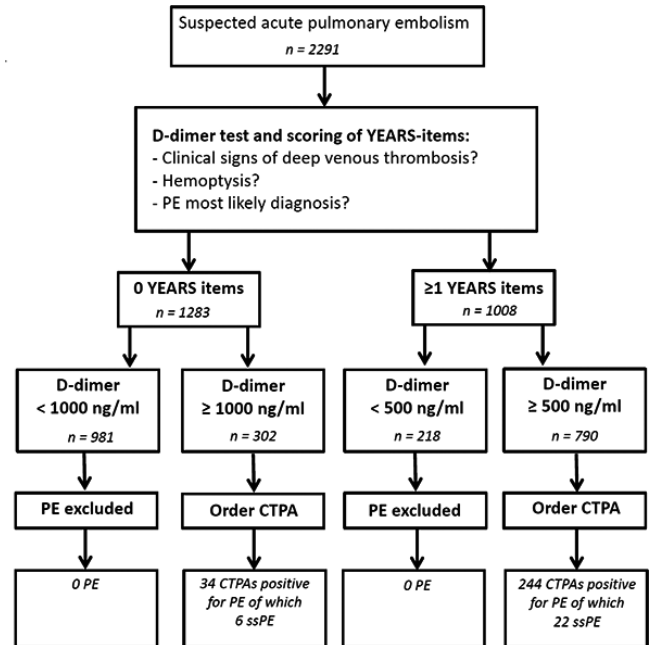 Suspected acute pulmonary embolism
n = 2291
D-dimer test and scoring of YEARS-items:
- Clinical signs of deep venous thrombosis?
- Hemoptysis?
- PE most likely diagnosis?
0 YEARS items
n = 1283
≥1 YEARS items
n = 1008
D-dimer
< 1000 ng/ml
n = 981
D-dimer
≥ 1000 ng/ml
n = 302
D-dimer
< 500 ng/ml
n = 218
D-dimer
≥ 500 ng/ml
n = 790
PE excluded
Order CTPA
PE excluded
Order CTPA
0 PE
34 CTPAs positive
for PE of which
6 ssPE
0 PE
244 CTPAs positive
for PE of which
22 ssPE